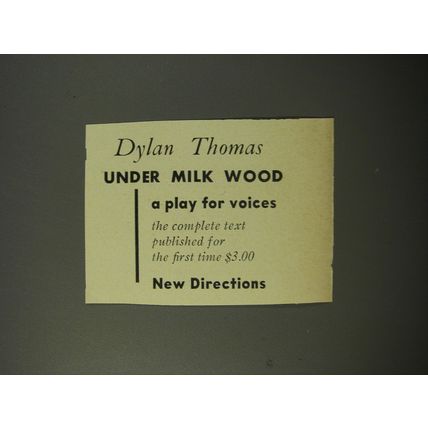 Dylan Thomas
UNDER MILK WOOD
a play for voices
the complete text
published for
the first time $3.00
New Directions